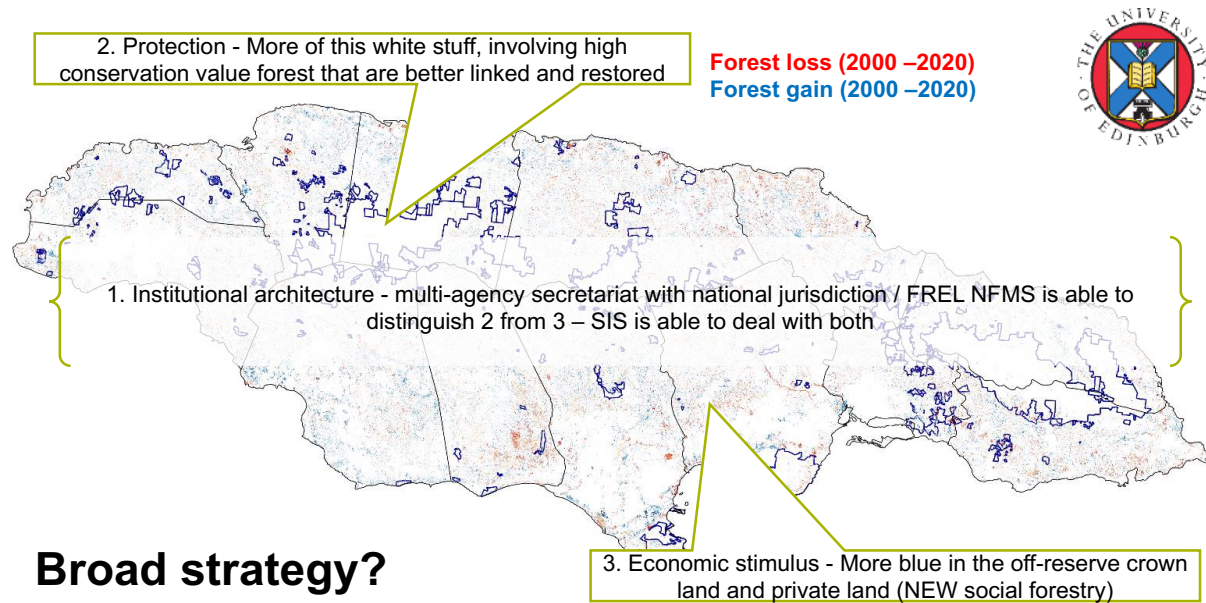 2. Protection - More of this white stuff, involving high
conservation value forest that are better linked and restored
Forest loss (2000 –2020)
Forest gain (2000 –2020)
THE UNIVERSITY
OF EDINBURGH
1. Institutional architecture - multi-agency secretariat with national jurisdiction / FREL NFMS is able to
distinguish 2 from 3 – SIS is able to deal with both
Broad strategy?
3. Economic stimulus - More blue in the off-reserve crown
land and private land (NEW social forestry)